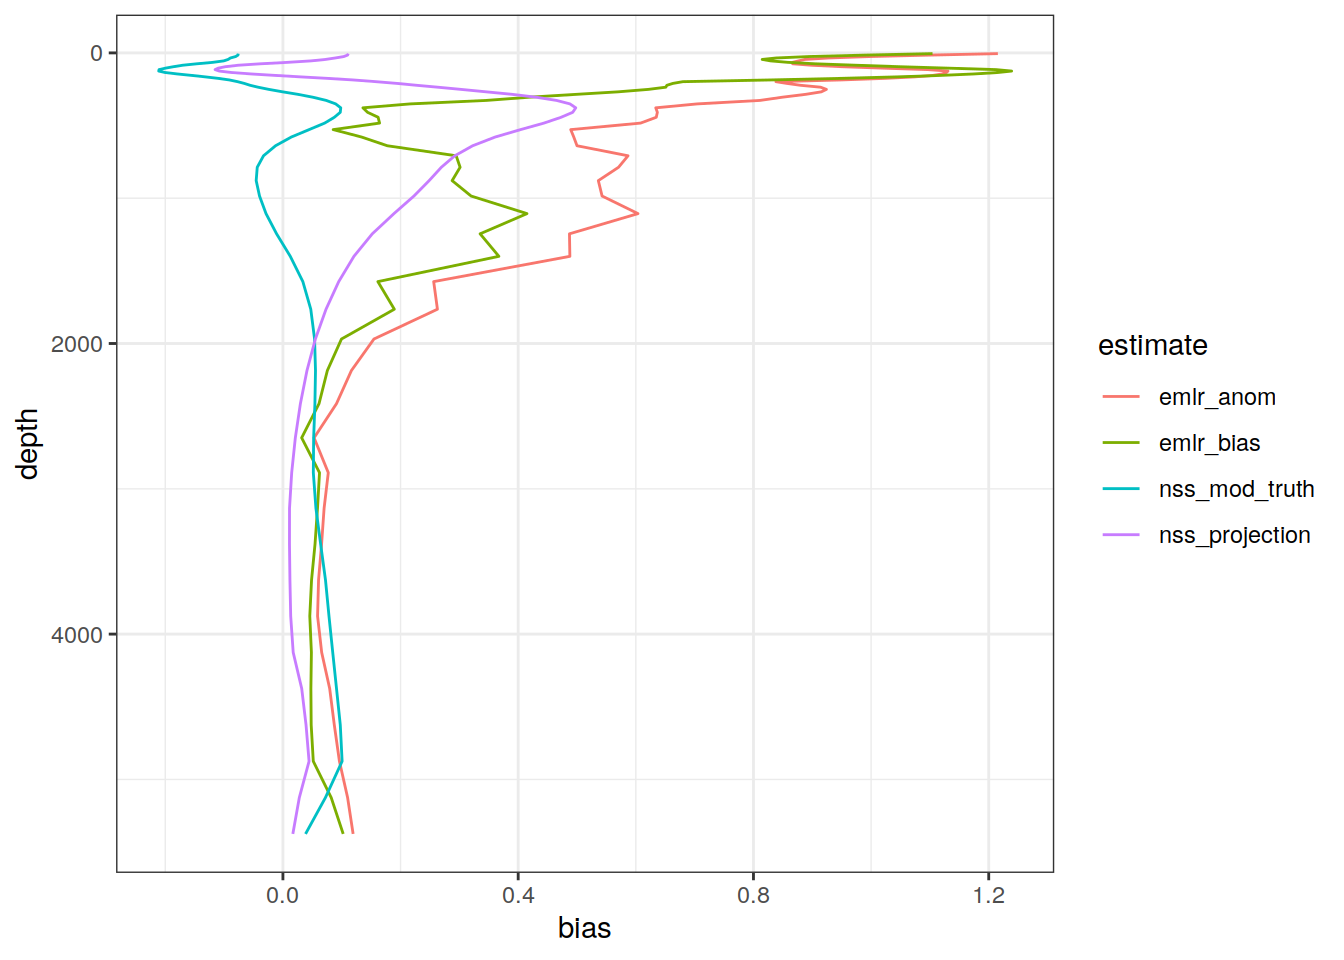 0
2000
4000
depth
0.0
0.4
0.8
1.2
bias
estimate
emlr_anom
emlr_bias
nss_mod_truth
nss_projection